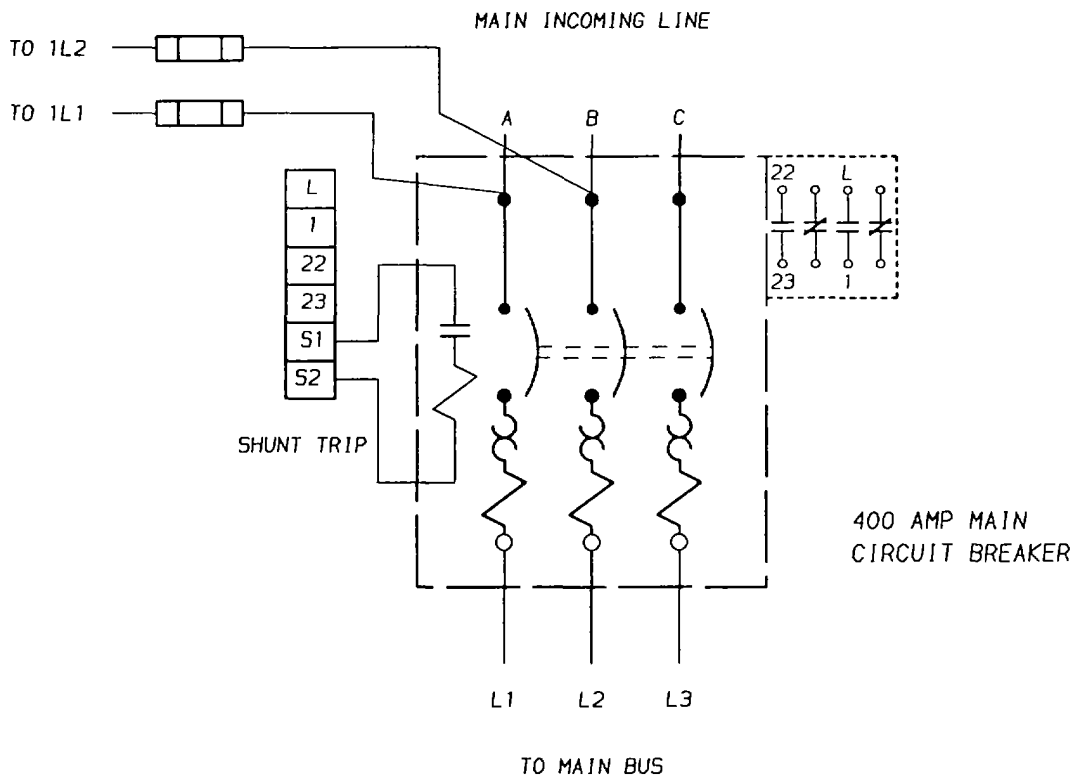 MAIN INCOMING LINE
TO 1L2
TO 1L1
A B C
22 L
23 1
L
1
22
23
S1
S2
SHUNT TRIP
400 AMP MAIN
CIRCUIT BREAKER
L1 L2 L3
TO MAIN BUS